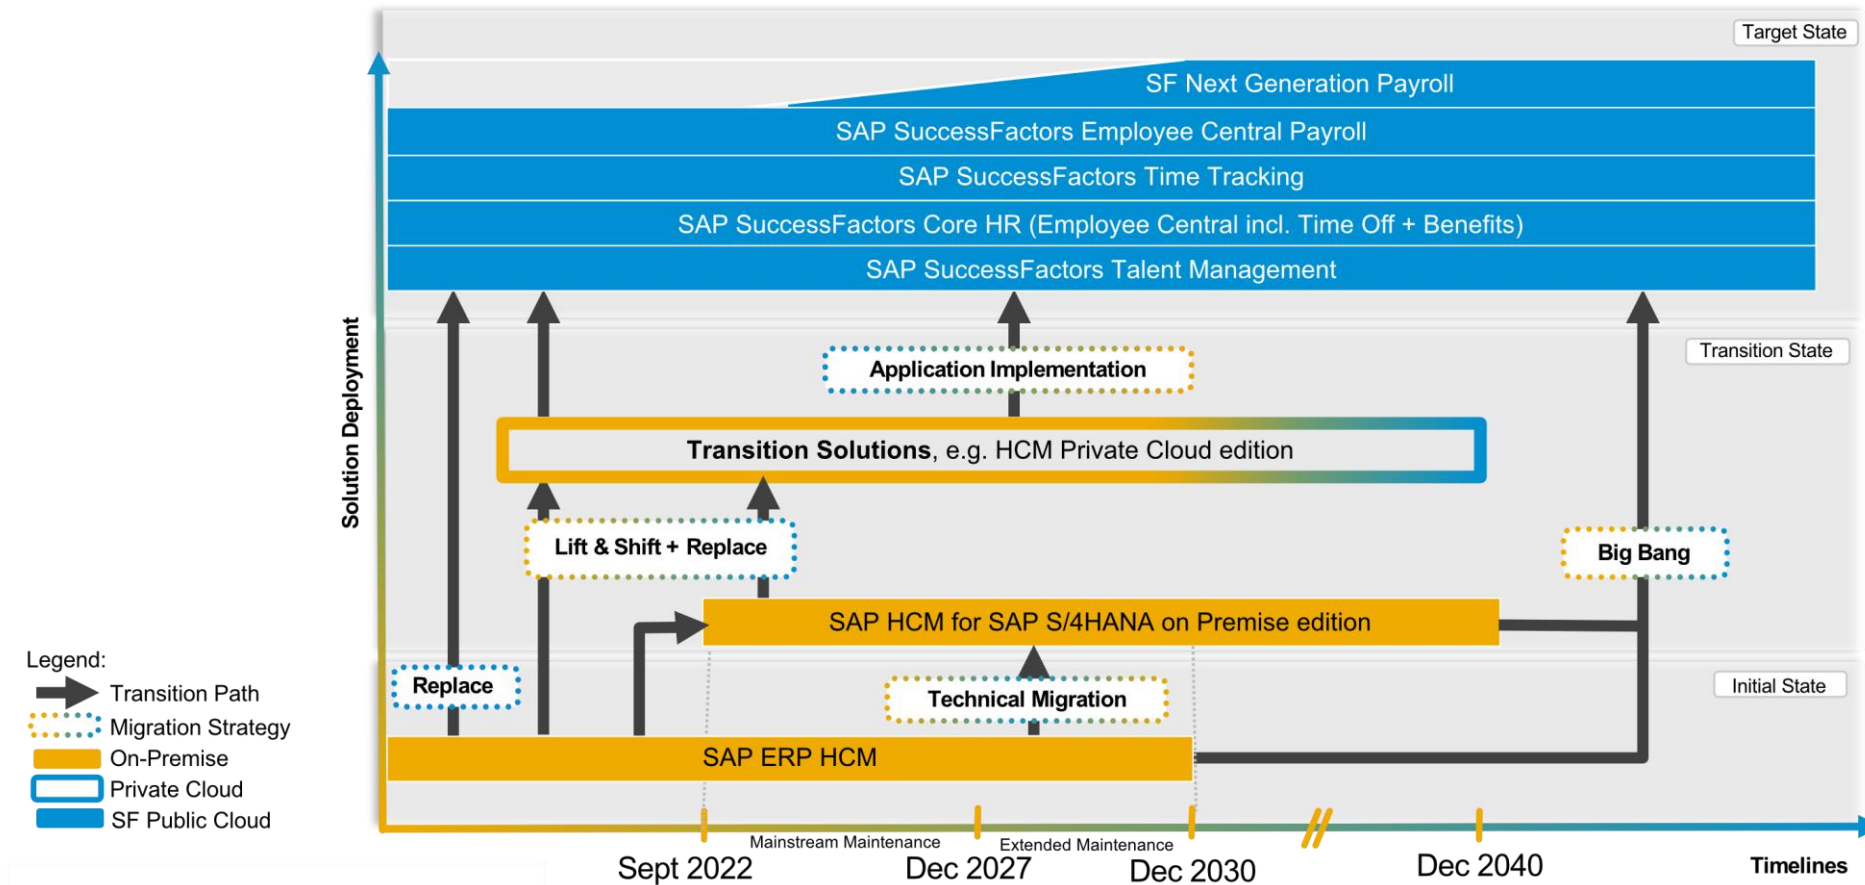 Target State
SF Next Generation Payroll
SAP SuccessFactors Employee Central Payroll
SAP SuccessFactors Time Tracking
SAP SuccessFactors Core HR (Employee Central incl. Time Off + Benefits)
SAP SuccessFactors Talent Management
Solution Deployment
Transition State
Application Implementation
Transition Solutions, e.g. HCM Private Cloud edition
Lift & Shift + Replace
Big Bang
SAP HCM for SAP S/4HANA on Premise edition
Initial State
Replace
Technical Migration
SAP ERP HCM
Legend:
Transition Path
Migration Strategy
On-Premise
Private Cloud
SF Public Cloud
Mainstream Maintenance
Extended Maintenance
Sept 2022
Dec 2027
Dec 2030
Dec 2040
Timelines